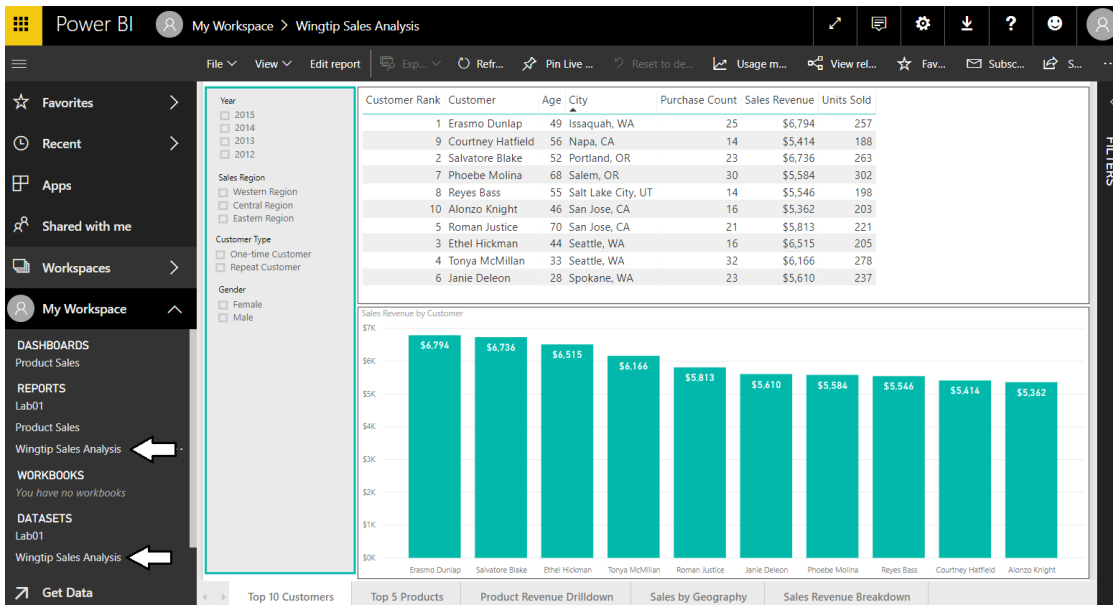 Power BI My Workspace > Wingtip Sales Analysis ?
File View Edit report Exp... Refr... Pin Live ... Reset to de... Usage m... View rel... Fav... Subsc... S... ...
Favorites
Recent
Apps
Shared with me
Workspaces
My Workspace
DASHBOARDS
Product Sales
REPORTS
Lab01
Product Sales
Wingtip Sales Analysis
WORKBOOKS
You have no workbooks
DATASETS
Lab01
Wingtip Sales Analysis
Get Data
Year
2015
2014
2013
2012
Sales Region
Western Region
Central Region
Eastern Region
Customer Type
One-time Customer
Repeat Customer
Gender
Female
Male
Customer Rank Customer Age City Purchase Count Sales Revenue Units Sold
1 Erasmo Dunlap 49 Issaquah, WA 25 $6,794 257
9 Courtney Hatfield 56 Napa, CA 14 $5,414 188
2 Salvatore Blake 52 Portland, OR 23 $6,736 263
7 Phoebe Molina 68 Salem, OR 30 $5,584 302
8 Reyes Bass 55 Salt Lake City, UT 14 $5,546 198
10 Alonzo Knight 46 San Jose, CA 16 $5,362 203
5 Roman Justice 70 San Jose, CA 21 $5,813 221
3 Ethel Hickman 44 Seattle, WA 16 $6,515 205
4 Tonya McMillan 33 Seattle, WA 32 $6,166 278
6 Janie Deleon 28 Spokane, WA 23 $5,610 237
Sales Revenue by Customer
$7K
$6K
$5K
$4K
$3K
$2K
$1K
$0K
$6,794 $6,736 $6,515 $6,166 $5,813 $5,610 $5,584 $5,546 $5,414 $5,362
Erasmo Dunlap Salvatore Blake Ethel Hickman Tonya McMillan Roman Justice Janie Deleon Phoebe Molina Reyes Bass Courtney Hatfield Alonzo Knight
Top 10 Customers Top 5 Products Product Revenue Drilldown Sales by Geography Sales Revenue Breakdown
FILTERS